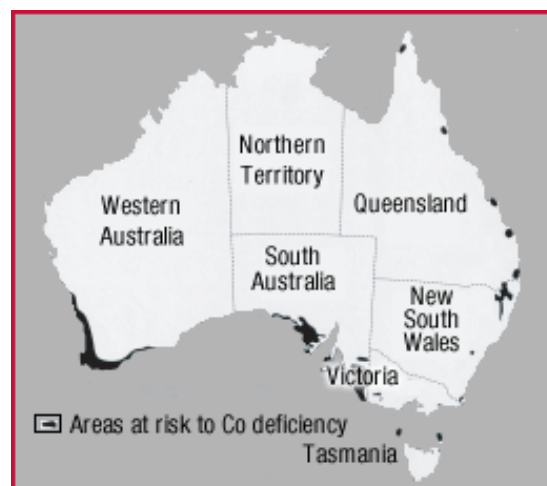 Northern
Territory
Western
Australia
Queensland
South
Australia
New
South
Wales
Victoria
Areas at risk to Co deficiency
Tasmania